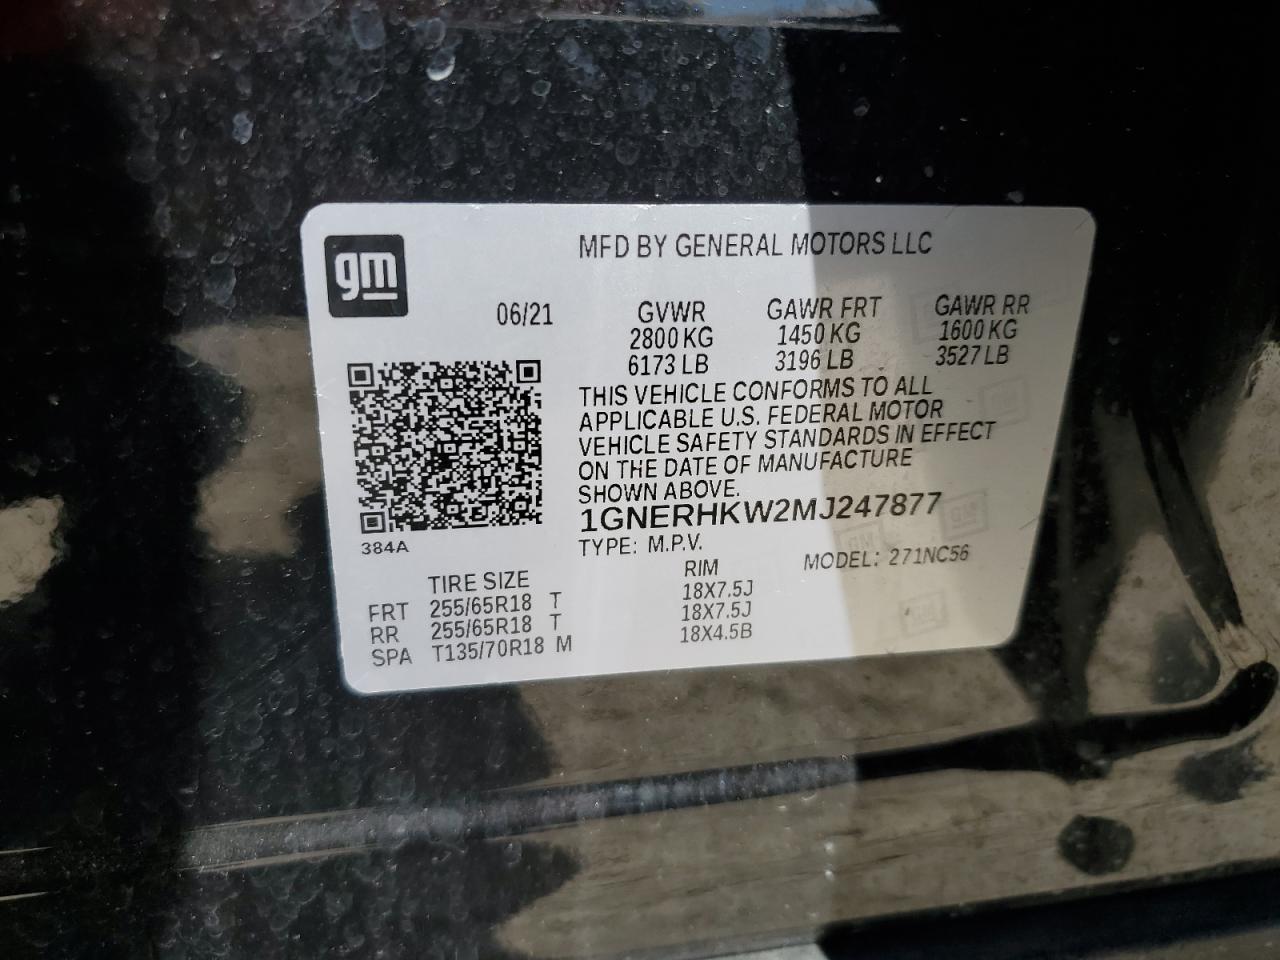 gm
MFD BY GENERAL MOTORS LLC
06/21
GVWR GAWR FRT GAWR RR
2800 KG 1450 KG 1600 KG
6173 LB 3196 LB 3527 LB
THIS VEHICLE CONFORMS TO ALL
APPLICABLE U.S. FEDERAL MOTOR
VEHICLE SAFETY STANDARDS IN EFFECT
ON THE DATE OF MANUFACTURE
SHOWN ABOVE.
1GNERHKW2MJ247877
384A
TYPE: M.P.V. MODEL: 271NC56
TIRE SIZE RIM
FRT 255/65R18 T 18X7.5J
RR 255/65R18 T 18X7.5J
SPA T135/70R18 M 18X4.5B